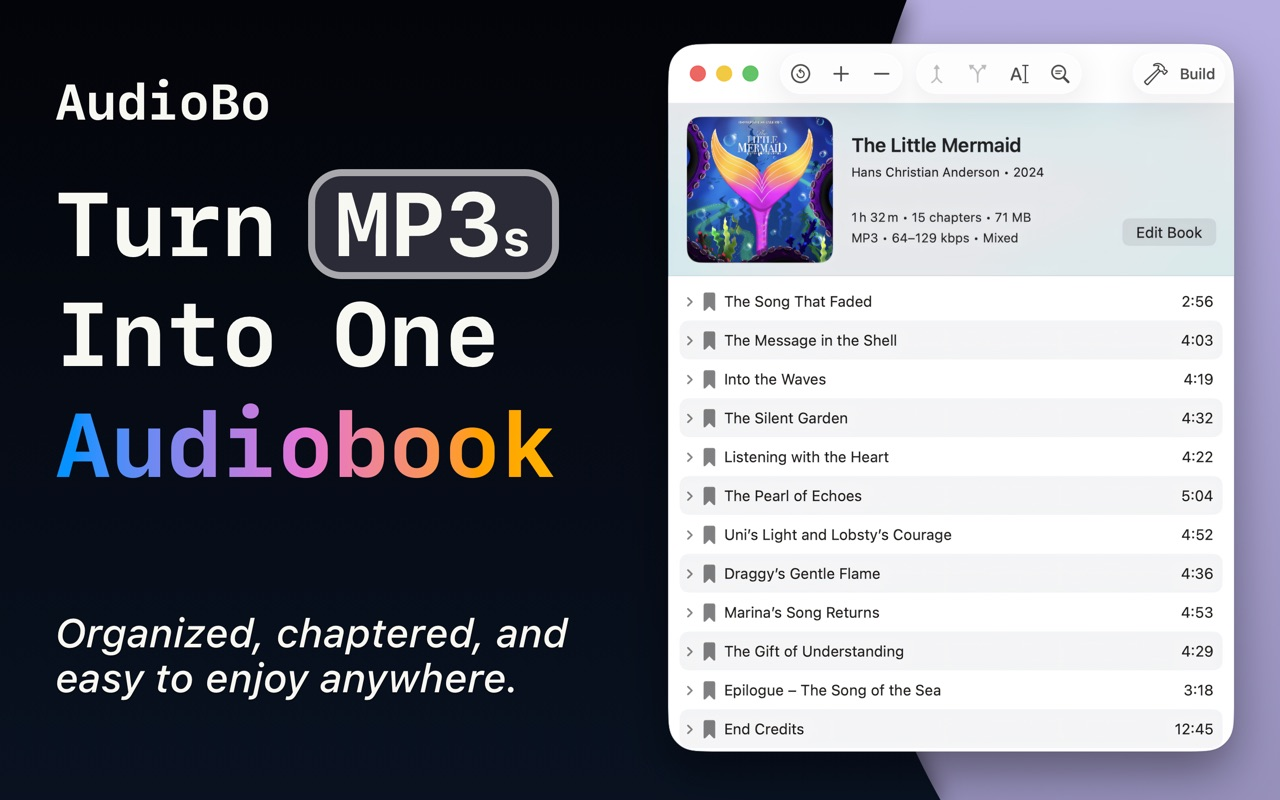 AudioBo
Turn MP3s
Into One
Audiobook
Organized, chaptered, and
easy to enjoy anywhere.
Build
LITTLE
MERMAID
The Little Mermaid
Hans Christian Anderson • 2024
1 h 32 m • 15 chapters • 71 MB
MP3 • 64–129 kbps • Mixed
Edit Book
The Song That Faded 2:56
The Message in the Shell 4:03
Into the Waves 4:19
The Silent Garden 4:32
Listening with the Heart 4:22
The Pearl of Echoes 5:04
Uni’s Light and Lobsty’s Courage 4:52
Draggy’s Gentle Flame 4:36
Marina’s Song Returns 4:53
The Gift of Understanding 4:29
Epilogue – The Song of the Sea 3:18
End Credits 12:45